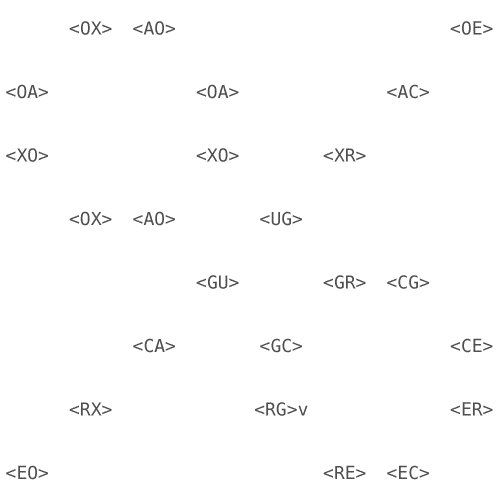 <OX> <AO> <OE>
<OA> <OA> <AC>
<XO> <XO> <XR>
<OX> <AO> <UG>
<GU> <GR> <CG>
<CA> <GC> <CE>
<RX> <RG>v <ER>
<EO> <RE> <EC>